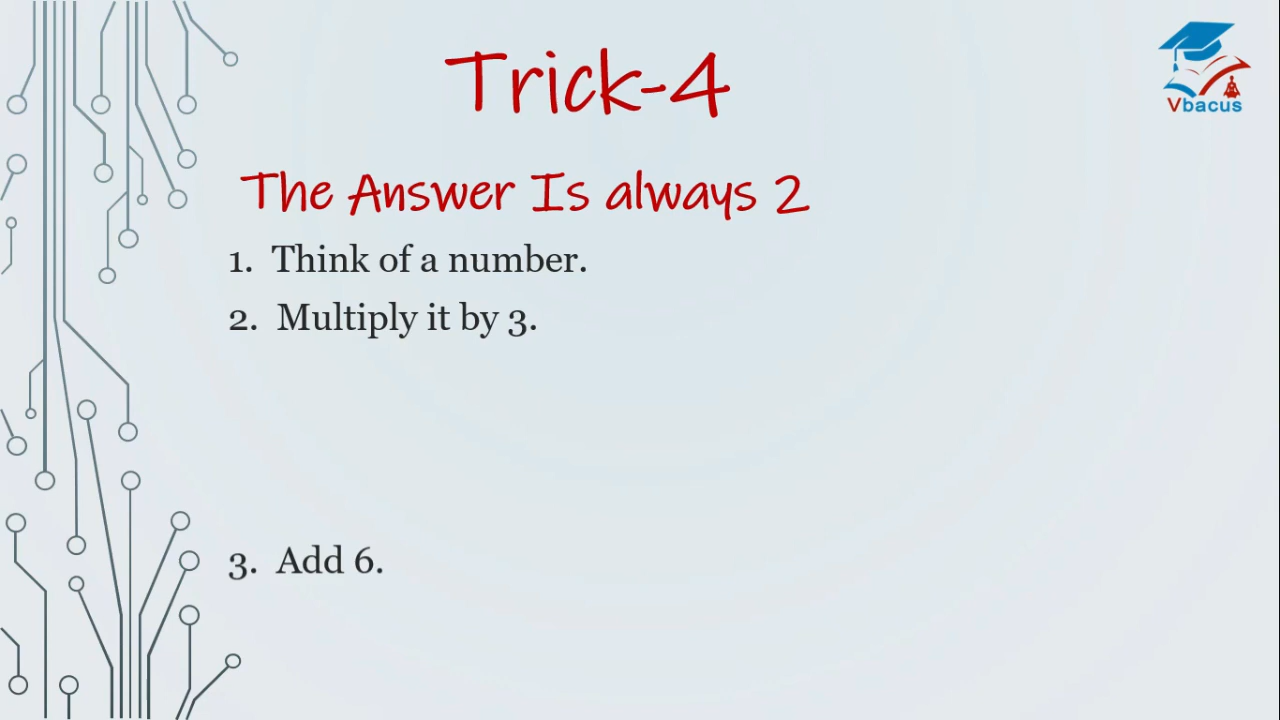 Trick-4
Vbacus
The Answer Is always 2
1. Think of a number.
2. Multiply it by 3.
3. Add 6.